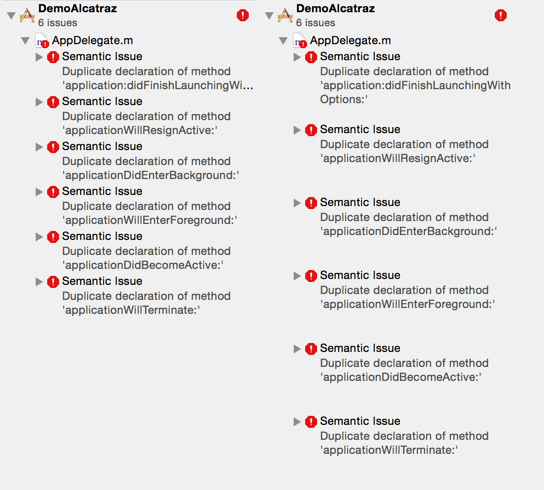 DemoAlcatraz
6 issues
AppDelegate.m
Semantic Issue
Duplicate declaration of method
'application:didFinishLaunchingWi...
Semantic Issue
Duplicate declaration of method
'applicationWillResignActive:'
Semantic Issue
Duplicate declaration of method
'applicationDidEnterBackground:'
Semantic Issue
Duplicate declaration of method
'applicationWillEnterForeground:'
Semantic Issue
Duplicate declaration of method
'applicationDidBecomeActive:'
Semantic Issue
Duplicate declaration of method
'applicationWillTerminate:'
DemoAlcatraz
6 issues
AppDelegate.m
Semantic Issue
Duplicate declaration of method
'application:didFinishLaunchingWith
Options:'
Semantic Issue
Duplicate declaration of method
'applicationWillResignActive:'
Semantic Issue
Duplicate declaration of method
'applicationDidEnterBackground:'
Semantic Issue
Duplicate declaration of method
'applicationWillEnterForeground:'
Semantic Issue
Duplicate declaration of method
'applicationDidBecomeActive:'
Semantic Issue
Duplicate declaration of method
'applicationWillTerminate:'